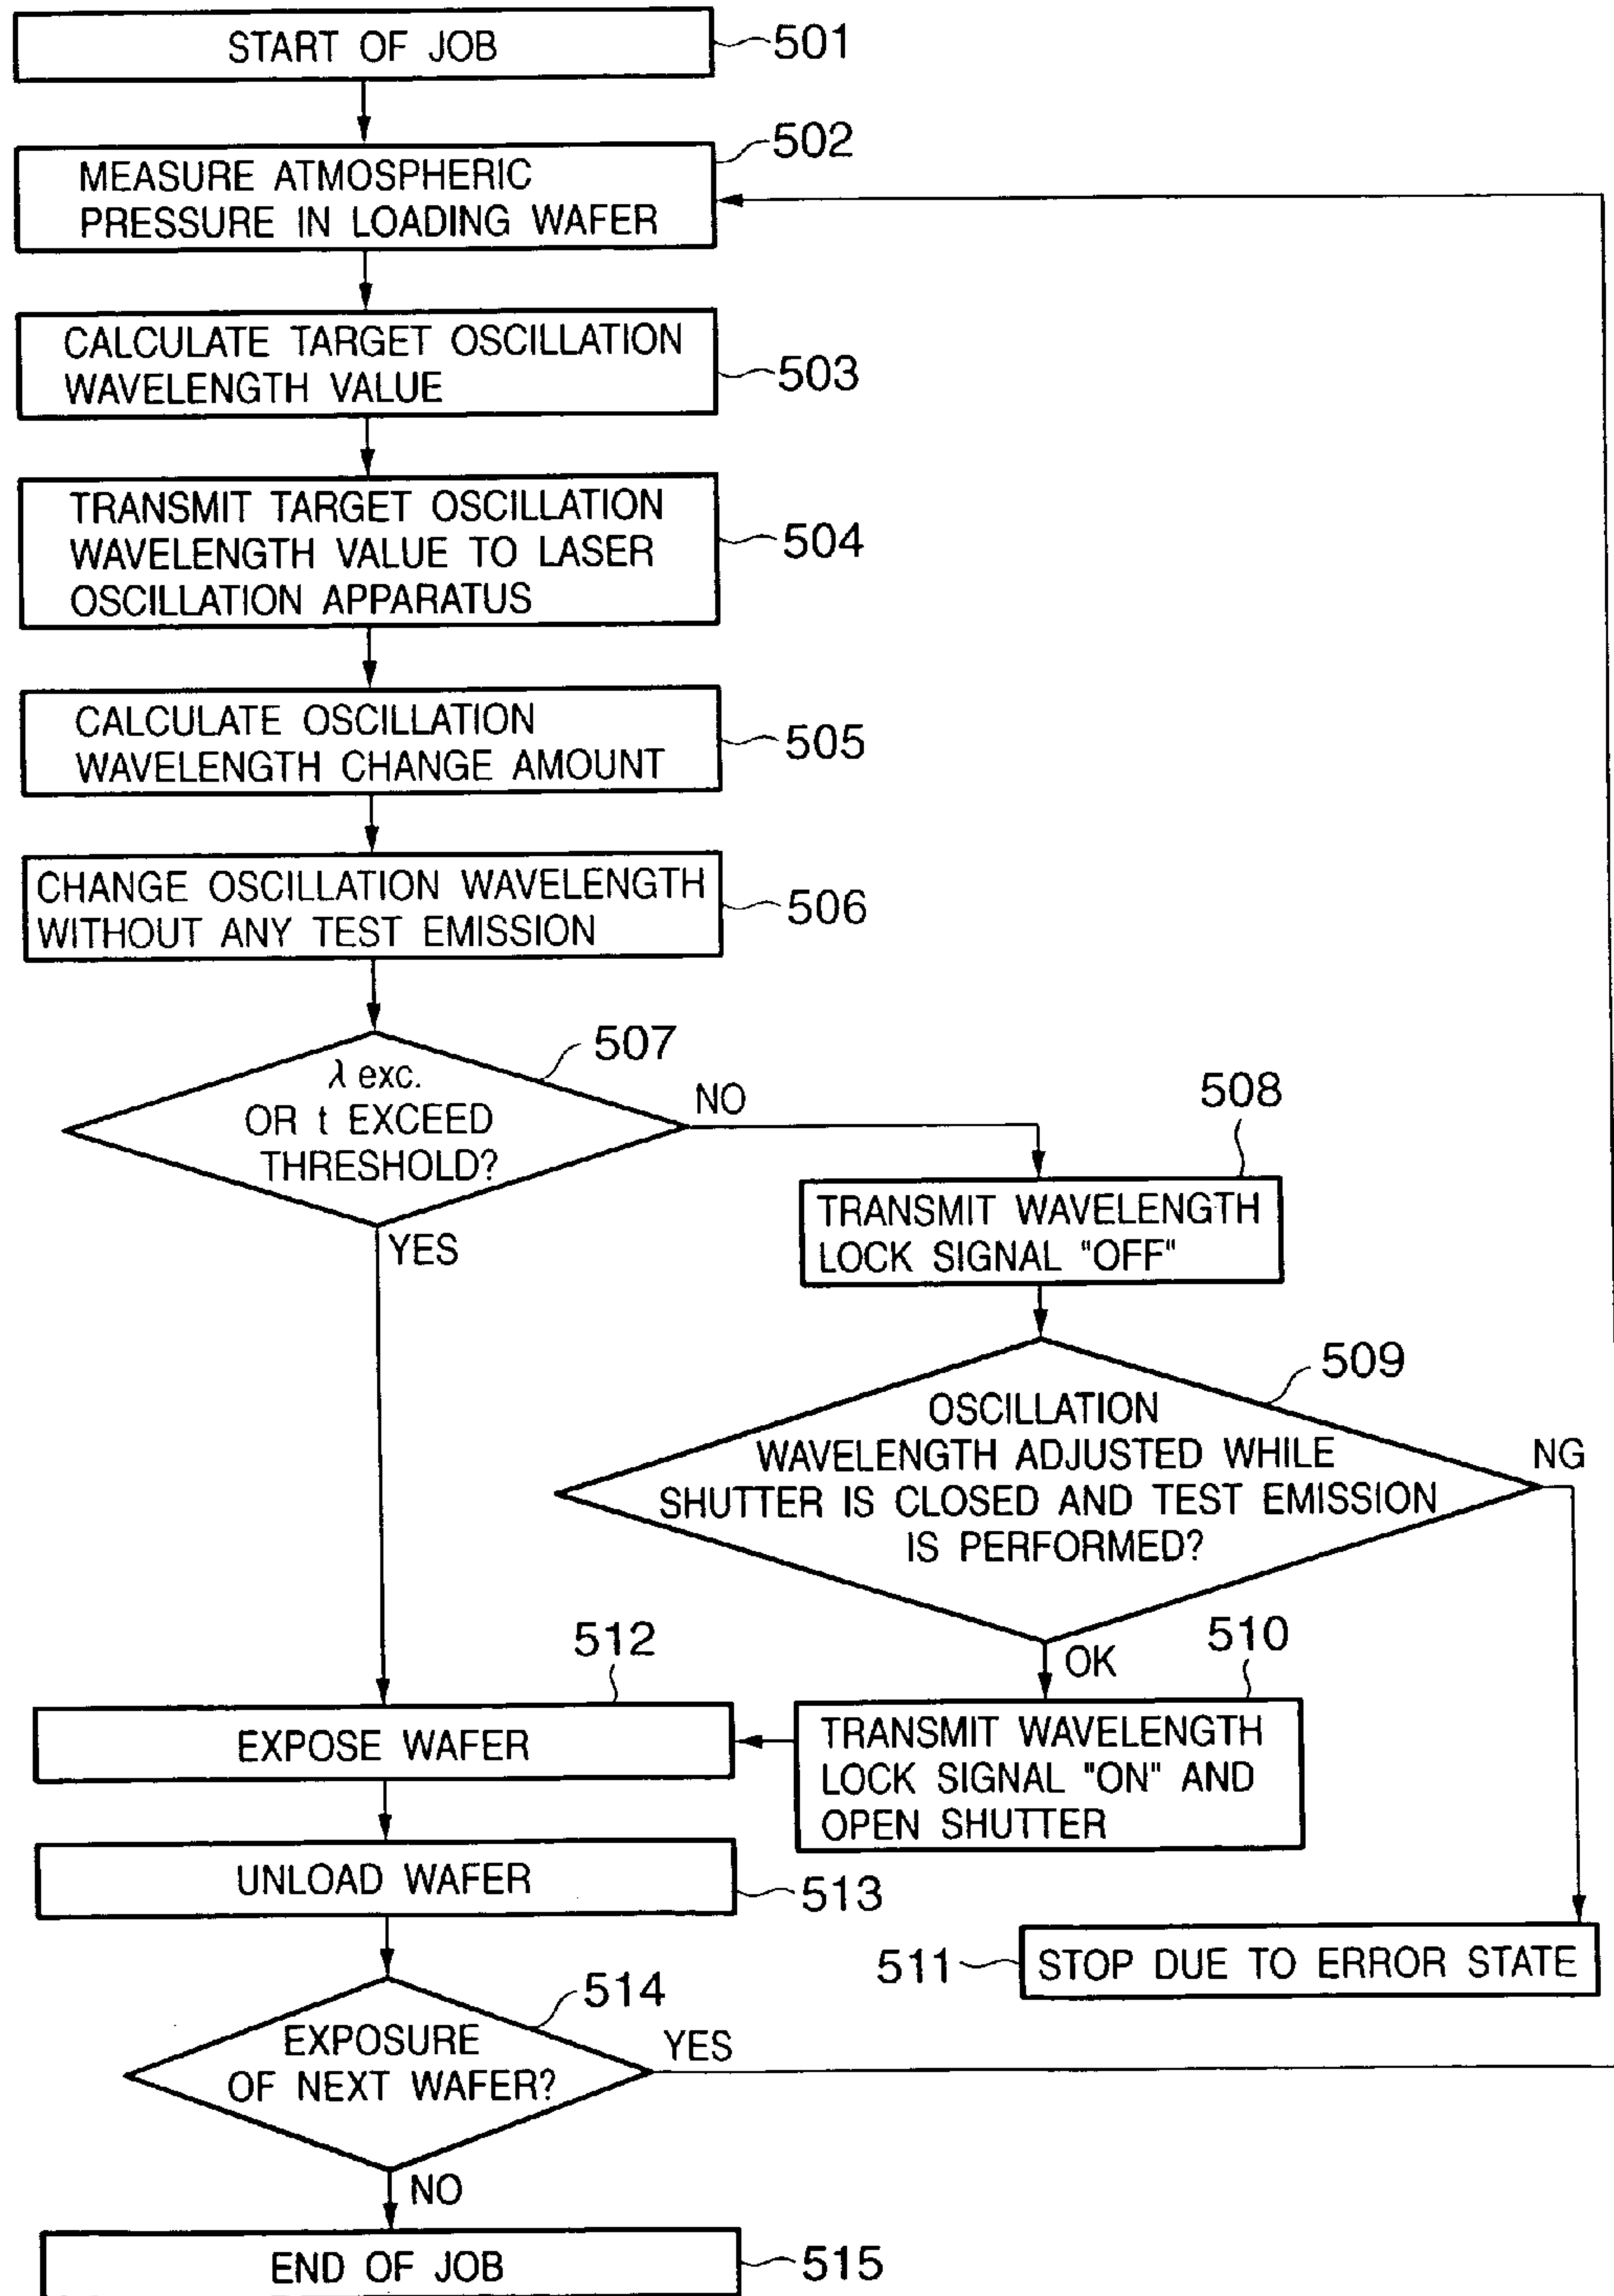 START OF JOB
501
MEASURE ATMOSPHERIC
PRESSURE IN LOADING WAFER
502
CALCULATE TARGET OSCILLATION
WAVELENGTH VALUE
503
TRANSMIT TARGET OSCILLATION
WAVELENGTH VALUE TO LASER
OSCILLATION APPARATUS
504
CALCULATE OSCILLATION
WAVELENGTH CHANGE AMOUNT
505
CHANGE OSCILLATION WAVELENGTH
WITHOUT ANY TEST EMISSION
506
λ exc.
OR t EXCEED
THRESHOLD?
507
NO
YES
508
TRANSMIT WAVELENGTH
LOCK SIGNAL "OFF"
509
OSCILLATION
WAVELENGTH ADJUSTED WHILE
SHUTTER IS CLOSED AND TEST EMISSION
IS PERFORMED?
NG
OK
510
TRANSMIT WAVELENGTH
LOCK SIGNAL "ON" AND
OPEN SHUTTER
512
EXPOSE WAFER
UNLOAD WAFER
513
511
STOP DUE TO ERROR STATE
514
EXPOSURE
OF NEXT WAFER?
YES
NO
END OF JOB
515